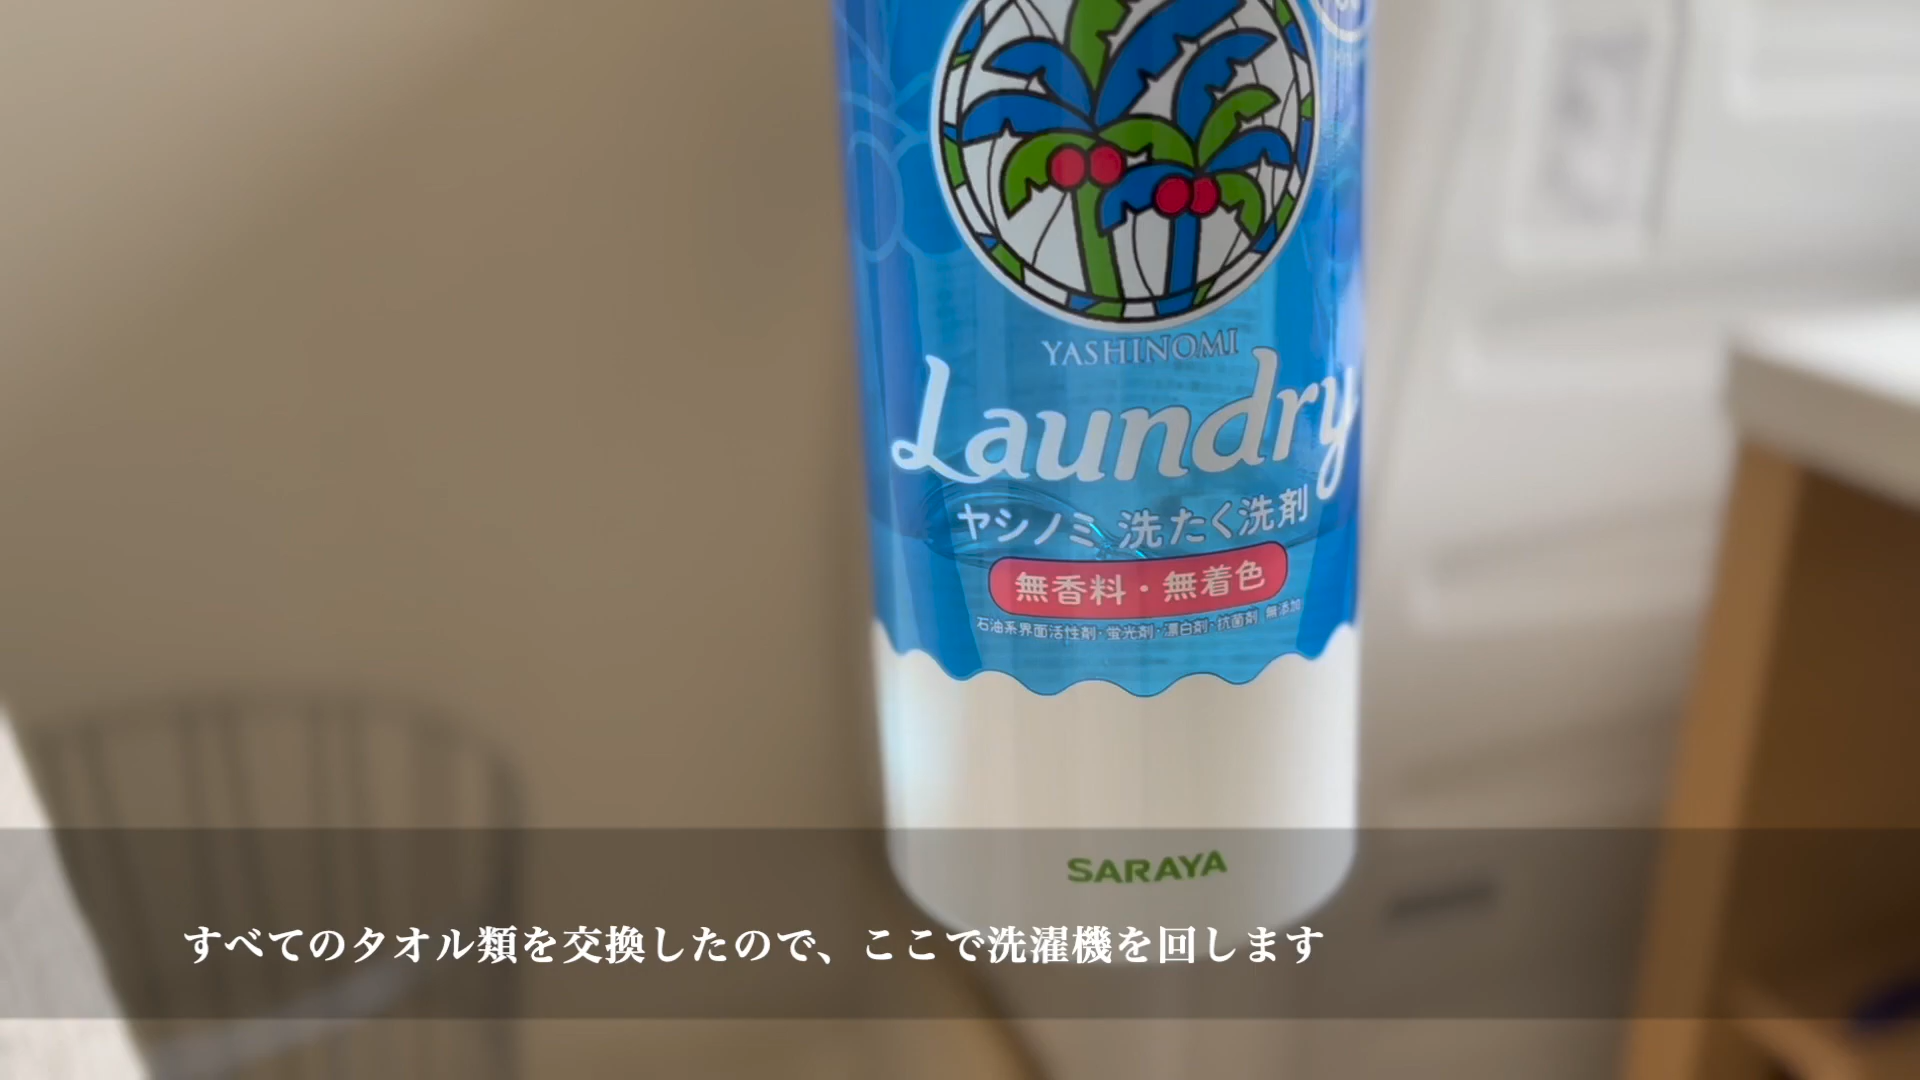 YASHINOMI
Laundry
ヤシノミ 洗たく洗剤
無香料・無着色
石油系界面活性剤・蛍光剤・漂白剤・抗菌剤 無添加
SARAYA
すべてのタオル類を交換したので、ここで洗濯機を回します